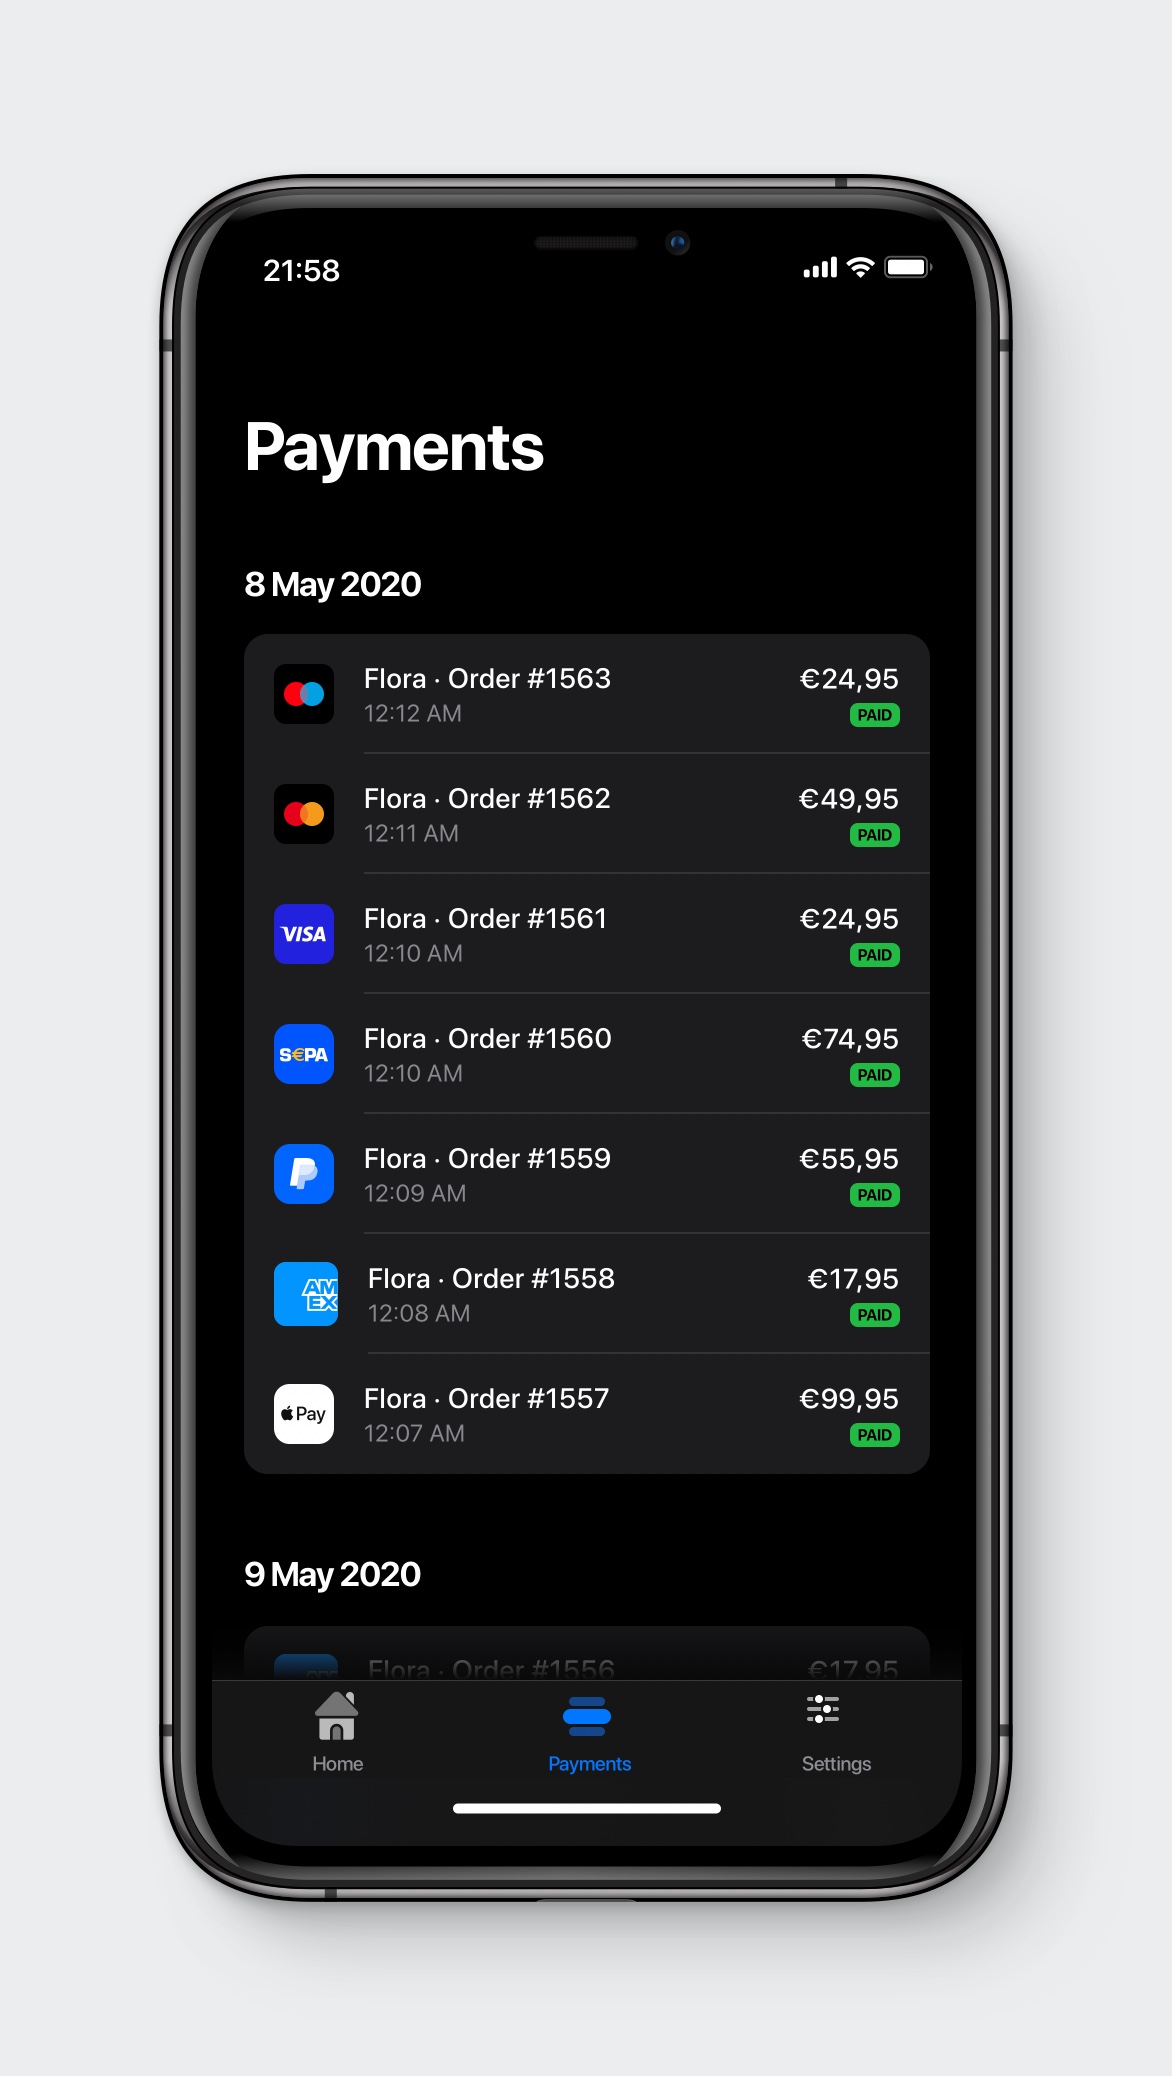 21:58
Payments
8 May 2020
Flora · Order #1563 €24,95
12:12 AM PAID
Flora · Order #1562 €49,95
12:11 AM PAID
VISA
Flora · Order #1561 €24,95
12:10 AM PAID
S€PA
Flora · Order #1560 €74,95
12:10 AM PAID
Flora · Order #1559 €55,95
12:09 AM PAID
AM
EX
Flora · Order #1558 €17,95
12:08 AM PAID
Pay
Flora · Order #1557 €99,95
12:07 AM PAID
9 May 2020
Flora · Order #1556 €17,95
Home Payments Settings